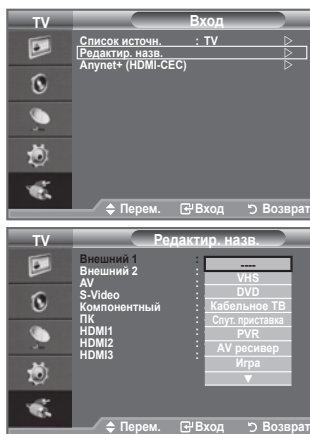 TV Вход
Список источн. : TV ▷
Редактир. назв. ▷
Anynet+ (HDMI-CEC) ▷
Перем. Вход Возврат
TV Редактир. назв.
Внешний 1 : ----
Внешний 2 : VHS
AV : DVD
S-Video : Кабельное ТВ
Компонентный : Спут. приставка
ПК : PVR
HDMI1 : AV ресивер
HDMI2 : Игра
HDMI3 : ▼
Перем. Вход Возврат